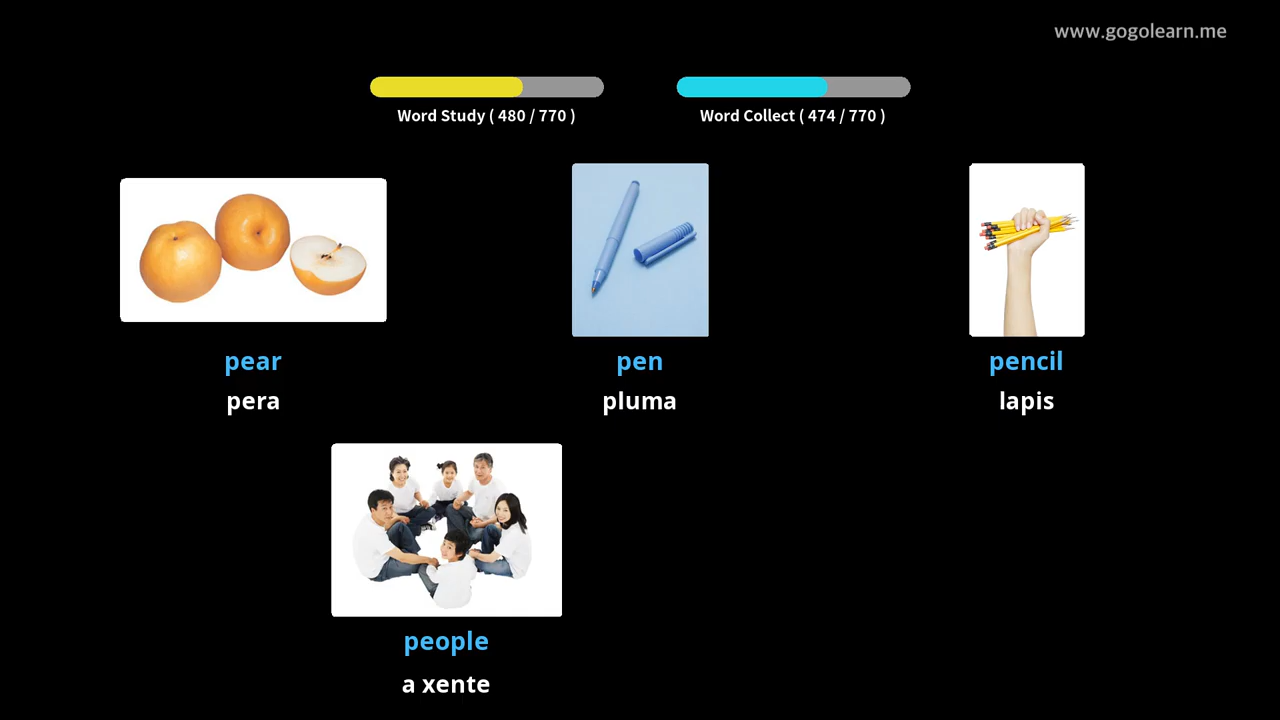 www.gogolearn.me
Word Study ( 480 / 770 )
Word Collect ( 474 / 770 )
pear
pera
pen
pluma
pencil
lapis
people
a xente